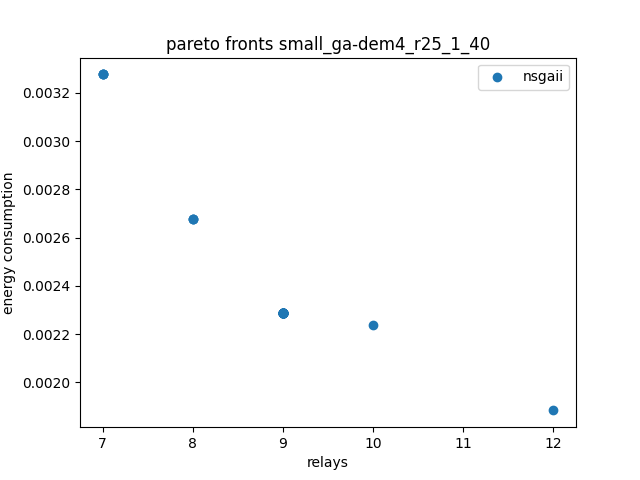 pareto fronts small_ga-dem4_r25_1_40
nsgaii
0.0032
0.0030
0.0028
0.0026
0.0024
0.0022
0.0020
energy consumption
7 8 9 10 11 12
relays